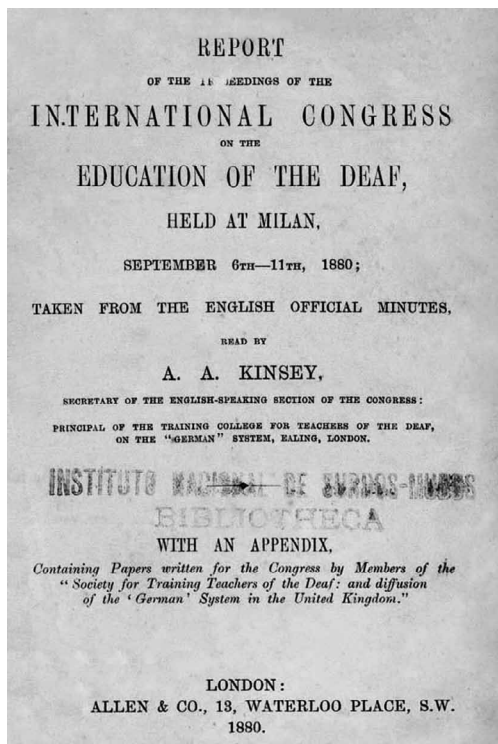 REPORT
OF THE PROCEEDINGS OF THE
INTERNATIONAL CONGRESS
ON THE
EDUCATION OF THE DEAF,
HELD AT MILAN,
SEPTEMBER 6TH—11TH, 1880;
TAKEN FROM THE ENGLISH OFFICIAL MINUTES,
READ BY
A. A. KINSEY,
SECRETARY OF THE ENGLISH-SPEAKING SECTION OF THE CONGRESS:
PRINCIPAL OF THE TRAINING COLLEGE FOR TEACHERS OF THE DEAF,
ON THE "GERMAN" SYSTEM, EALING, LONDON.
INSTITUTO NACIONAL DE SURDOS-MUDOS
BIBLIOTHECA
WITH AN APPENDIX,
Containing Papers written for the Congress by Members of the
"Society for Training Teachers of the Deaf: and diffusion
of the 'German' System in the United Kingdom."
LONDON:
ALLEN & CO., 13, WATERLOO PLACE, S.W.
1880.